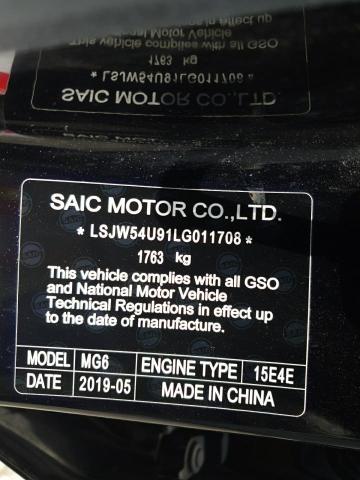 SAIC MOTOR CO.,LTD.
* LSJW54U91LG011708 *
1763 kg
This vehicle complies with all GSO
and National Motor Vehicle
Technical Regulations in effect up
to the date of manufacture.
MODEL MG6 ENGINE TYPE 15E4E
DATE 2019-05 MADE IN CHINA